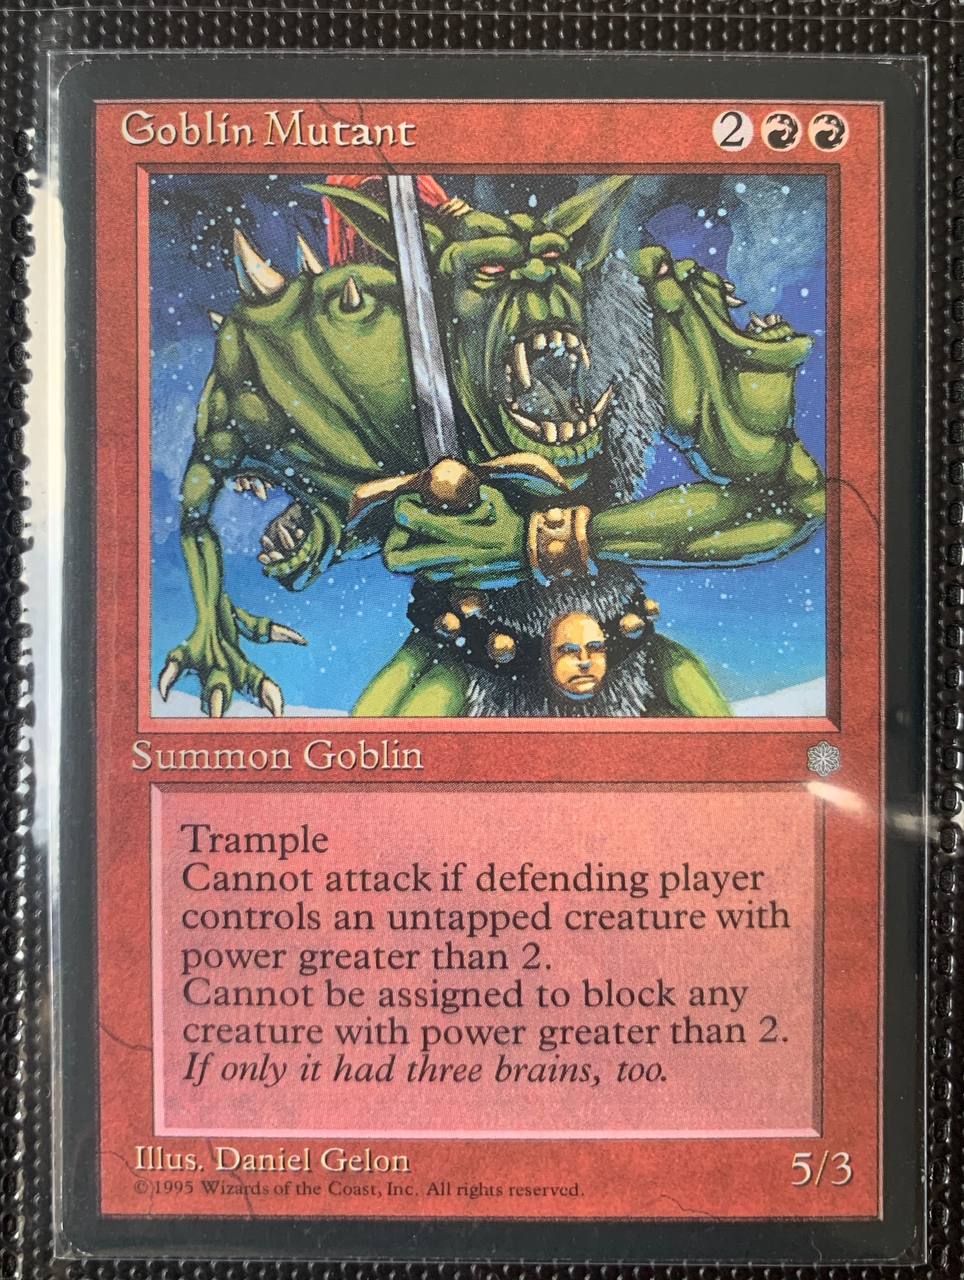 Goblin Mutant 2
Summon Goblin
Trample
Cannot attack if defending player
controls an untapped creature with
power greater than 2.
Cannot be assigned to block any
creature with power greater than 2.
If only it had three brains, too.
Illus. Daniel Gelon
© 1995 Wizards of the Coast, Inc. All rights reserved.
5/3